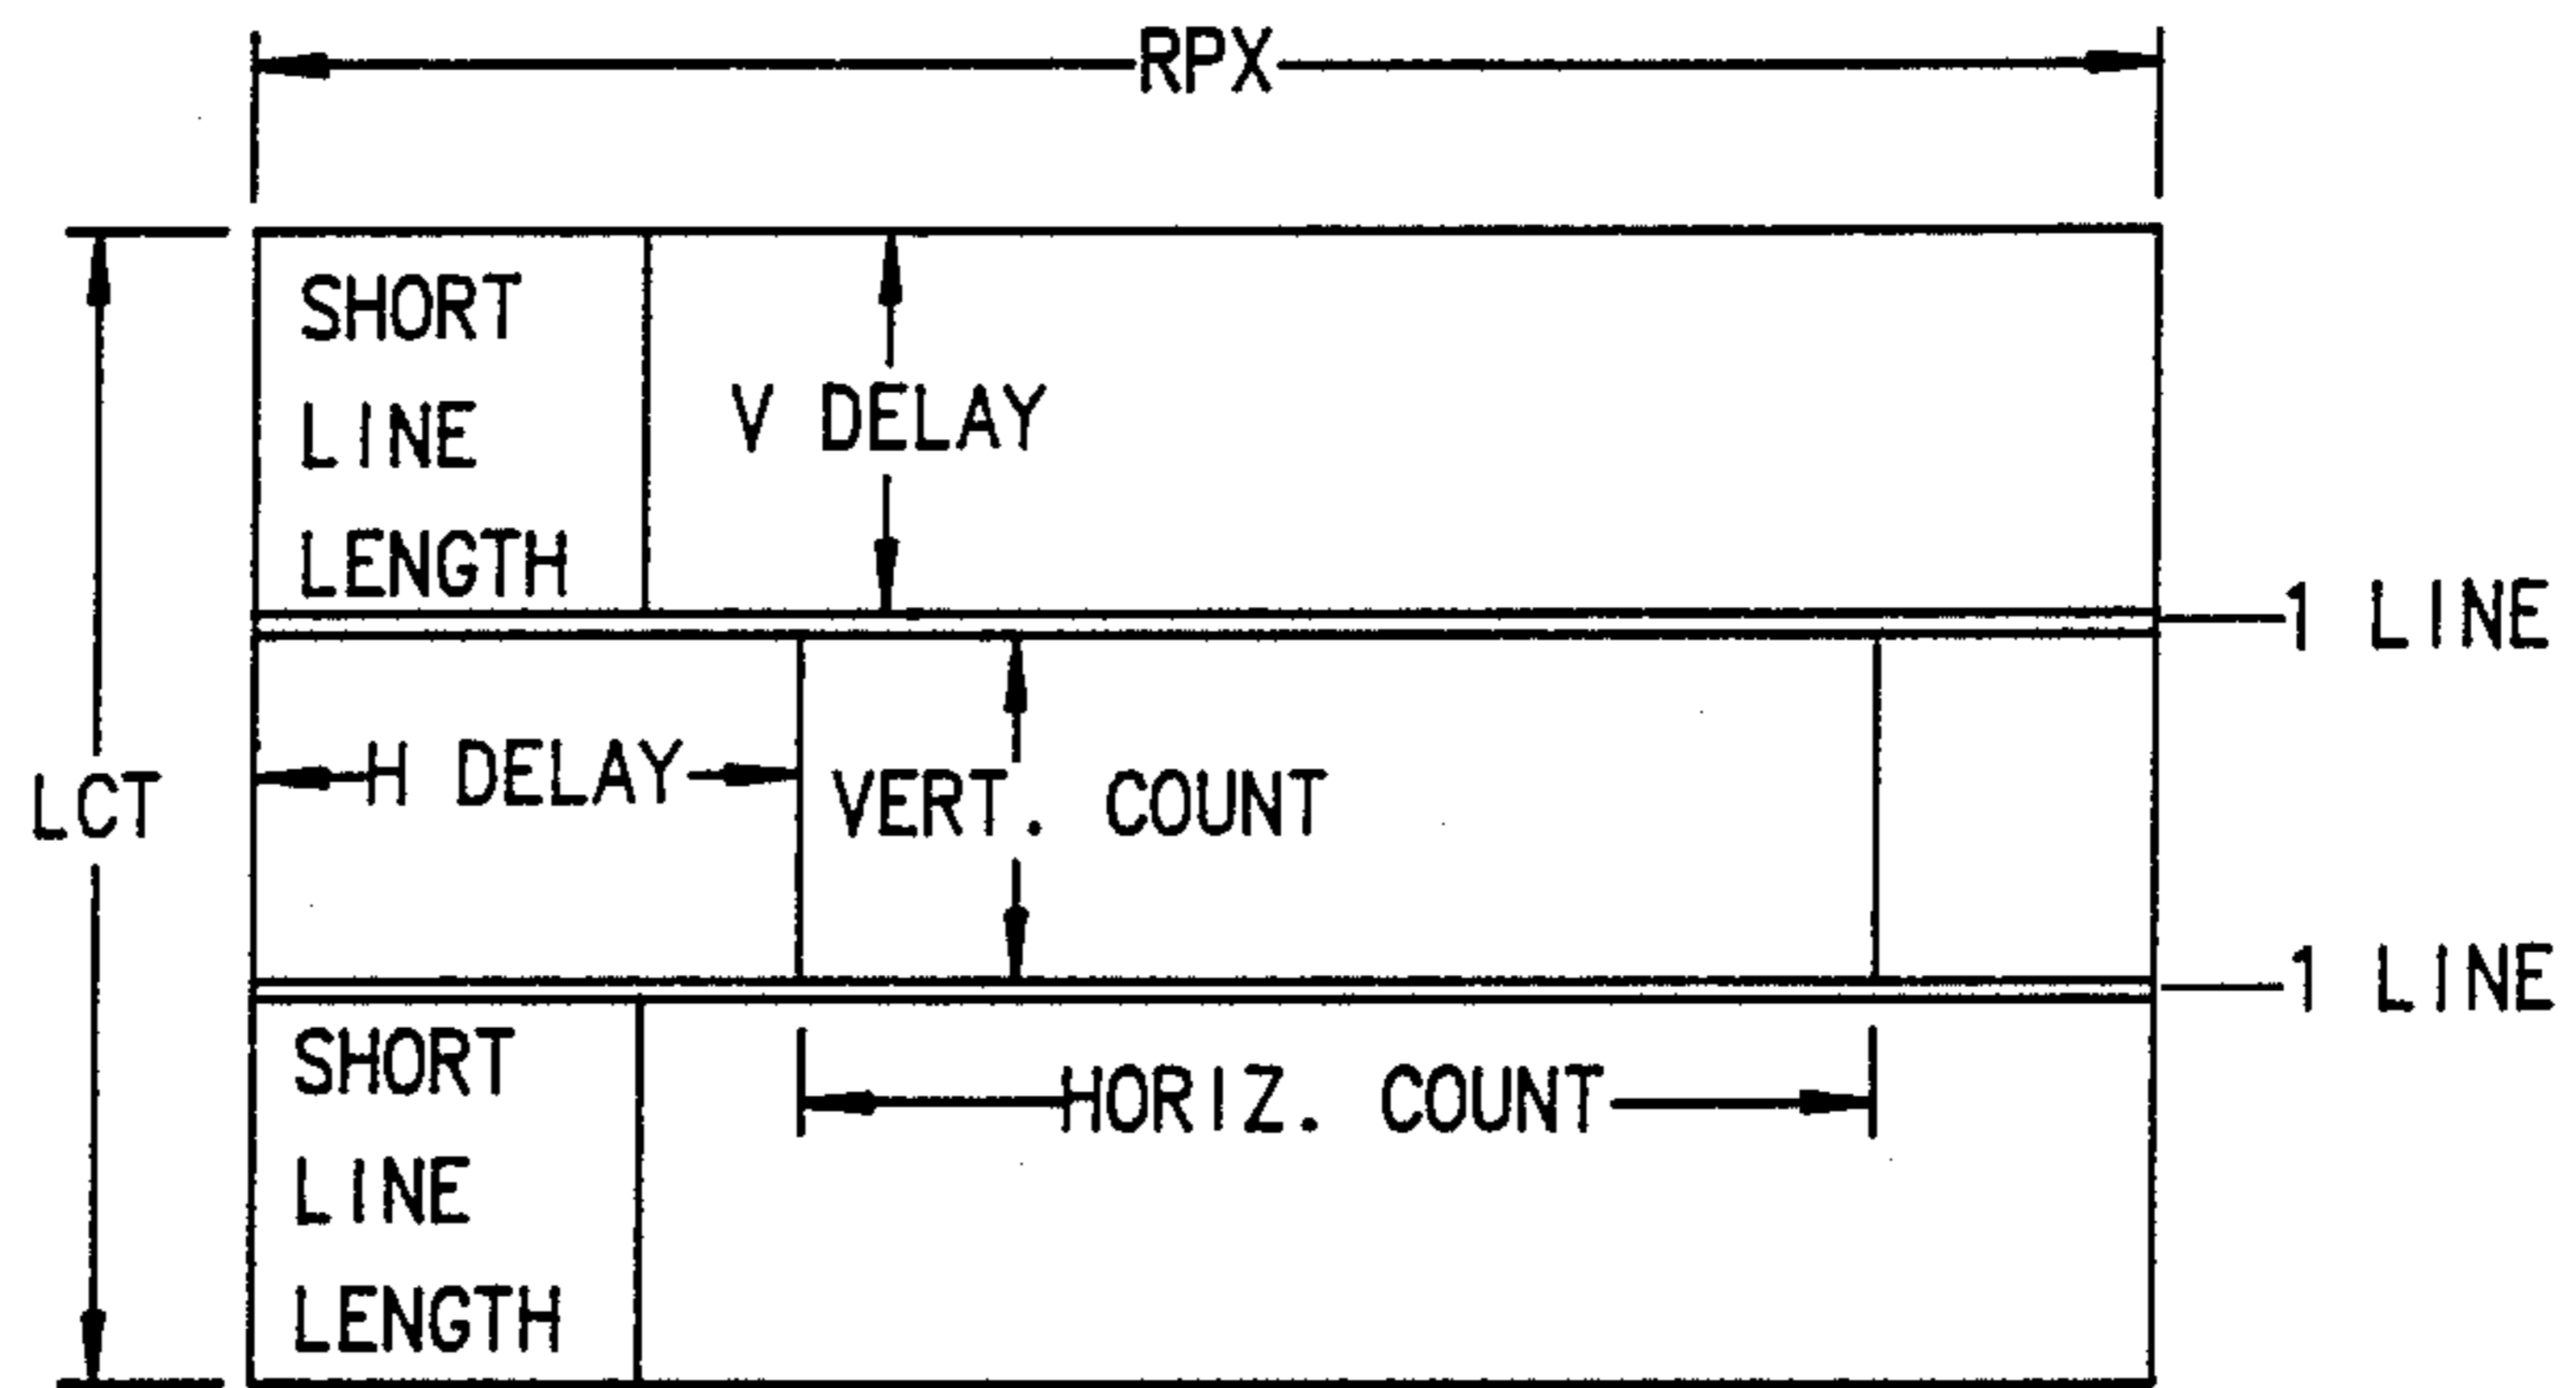 RPX
SHORT
LINE
LENGTH
V DELAY
1 LINE
LCT
H DELAY
VERT. COUNT
1 LINE
SHORT
LINE
LENGTH
HORIZ. COUNT